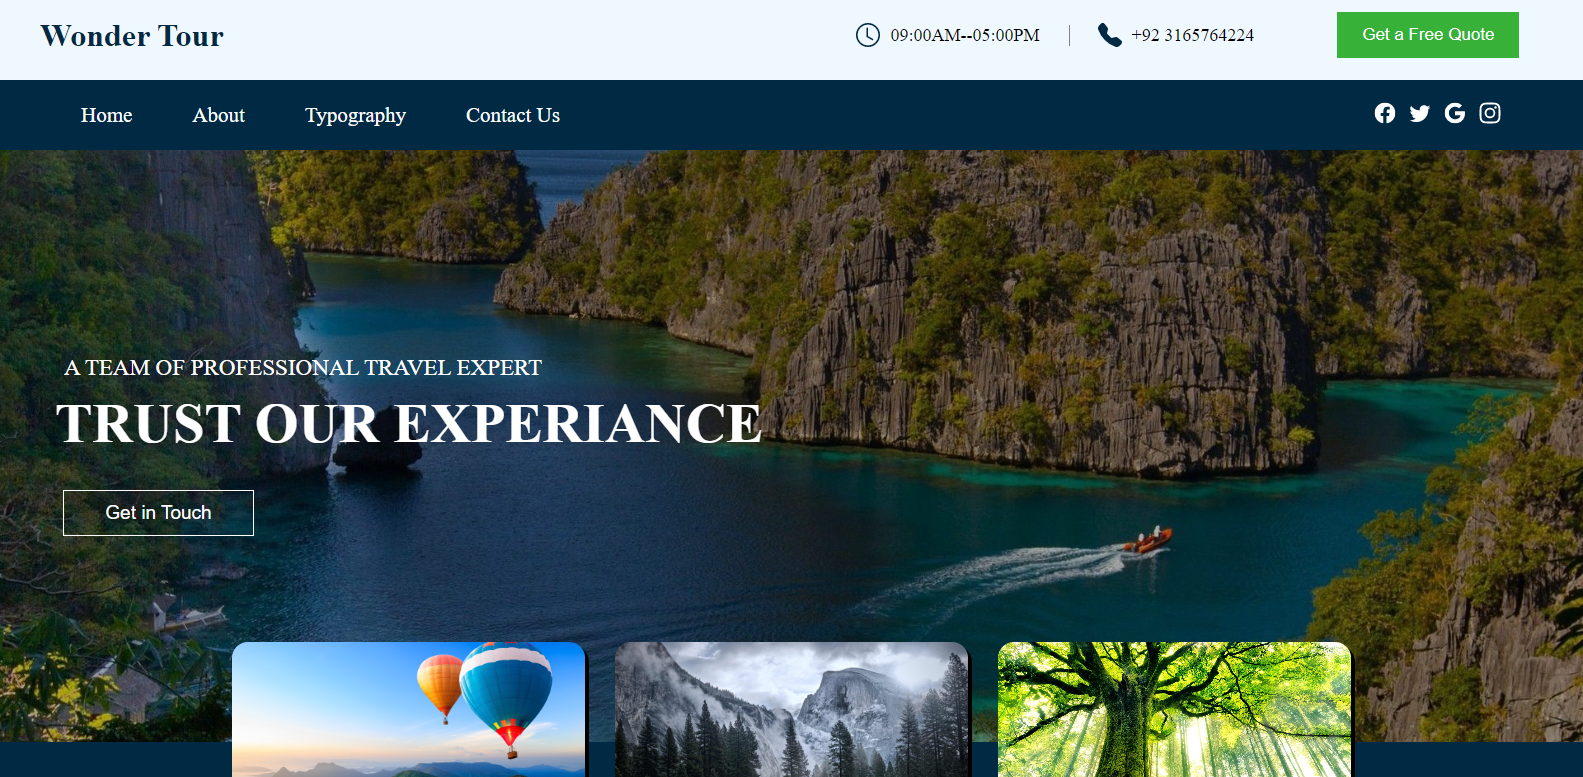 Wonder Tour
09:00AM--05:00PM
+92 3165764224
Get a Free Quote
Home
About
Typography
Contact Us
A TEAM OF PROFESSIONAL TRAVEL EXPERT
TRUST OUR EXPERIANCE
Get in Touch